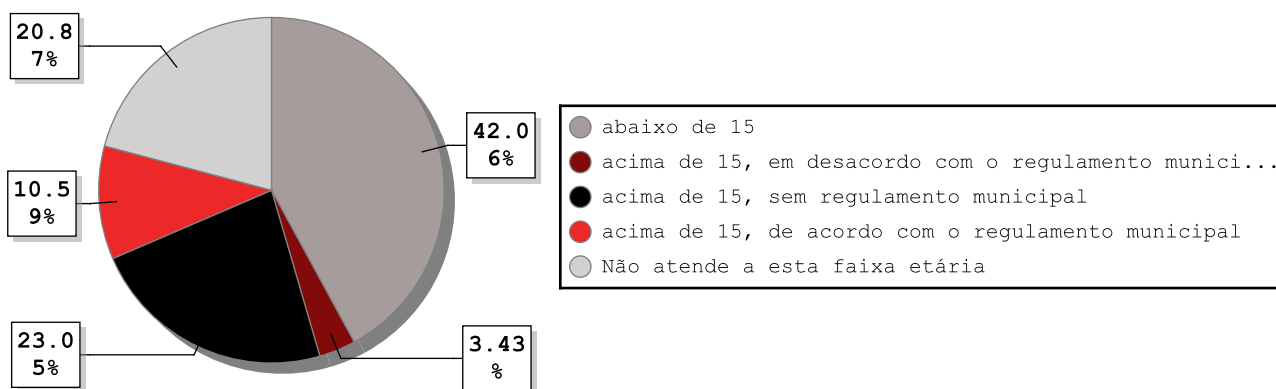 20.8
7%
42.0
6%
10.5
9%
23.0
5%
3.43
%
abaixo de 15
acima de 15, em desacordo com o regulamento munici...
acima de 15, sem regulamento municipal
acima de 15, de acordo com o regulamento municipal
Não atende a esta faixa etária